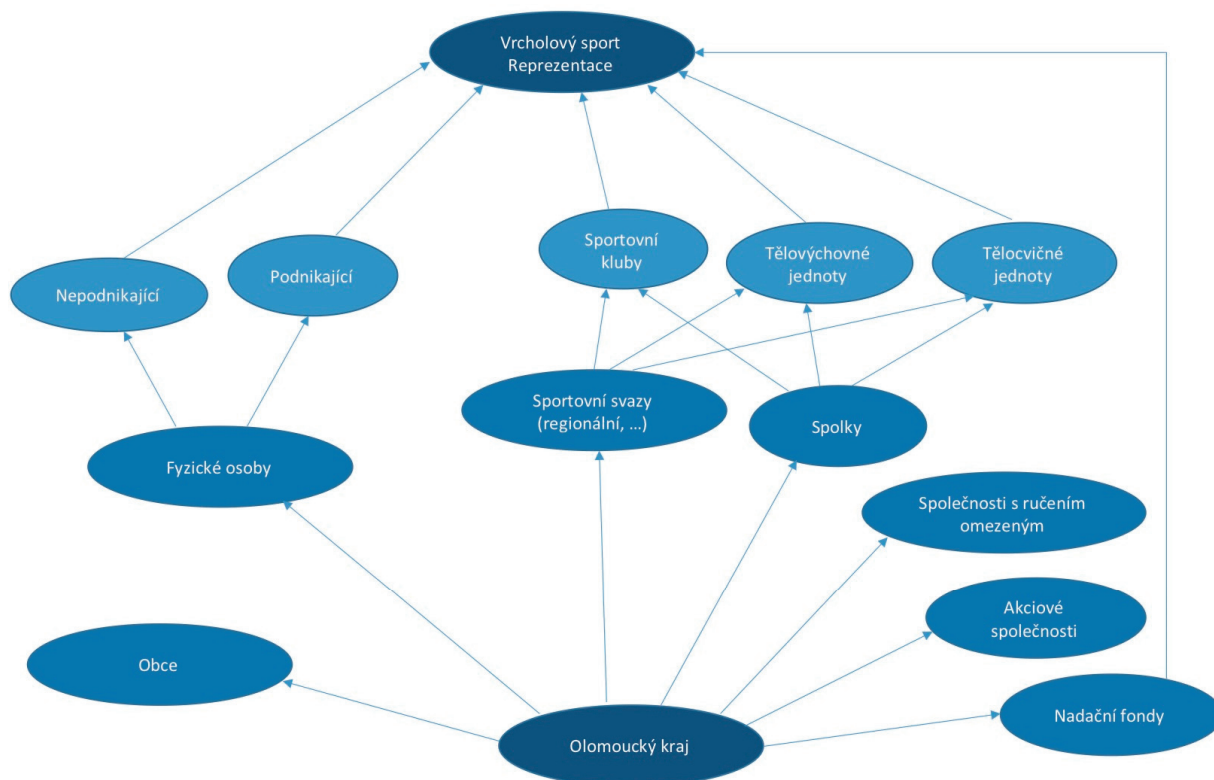 Vrcholový sport
Reprezentace
Sportovní
kluby
Tělovýchovné
jednoty
Tělocvičné
jednoty
Podnikající
Nepodnikající
Sportovní svazy
(regionální, ...)
Spolky
Fyzické osoby
Společnosti s ručením
omezeným
Akciové
společnosti
Obce
Nadační fondy
Olomoucký kraj